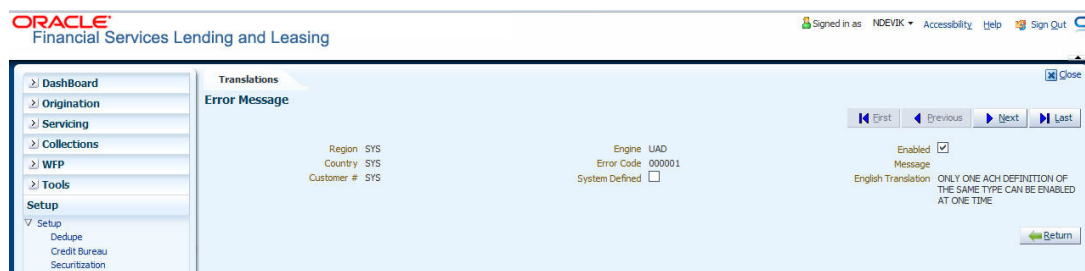 ORACLE
Financial Services Lending and Leasing
Signed in as NDEVIK Accessibility Help Sign Out
DashBoard
Origination
Servicing
Collections
WFP
Tools
Setup
Setup
Dedupe
Credit Bureau
Securitization
Translations
Close
Error Message
First Previous Next Last
Region SYS
Country SYS
Customer # SYS
Engine UAD
Error Code 000001
System Defined
Enabled
Message
English Translation ONLY ONE ACH DEFINITION OF
THE SAME TYPE CAN BE ENABLED
AT ONE TIME
Return